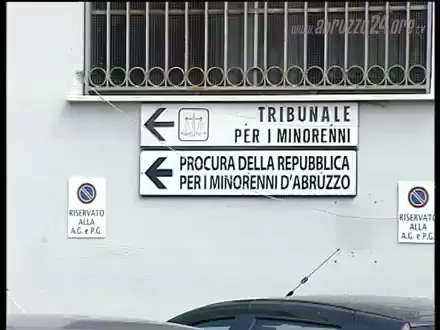 www.abruzzo24ore.tv
TRIBUNALE
PER I MINORENNI
PROCURA DELLA REPUBBLICA
PER I MINORENNI D'ABRUZZO
RISERVATO
ALLA
A.G. e P.G.
RISERVATO
ALLA
A.G. e P.G.